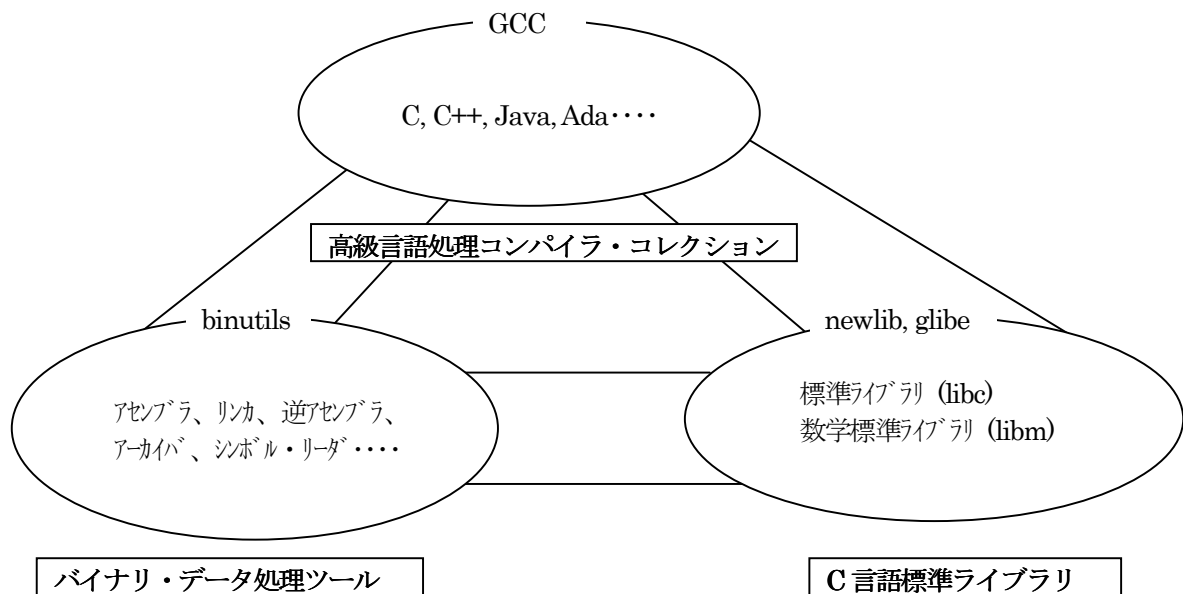 GCC
C, C++, Java, Ada････
高級言語処理コンパイラ・コレクション
binutils
ｱｾﾝﾌﾞﾗ、ﾘﾝｶ、逆ｱｾﾝﾌﾞﾗ、
ｱｰｶｲﾊﾞ、ｼﾝﾎﾞﾙ・ﾘｰﾀﾞ････
バイナリ・データ処理ツール
newlib, glibe
標準ﾗｲﾌﾞﾗﾘ (libc)
数学標準ﾗｲﾌﾞﾗﾘ (libm)
C 言語標準ライブラリ